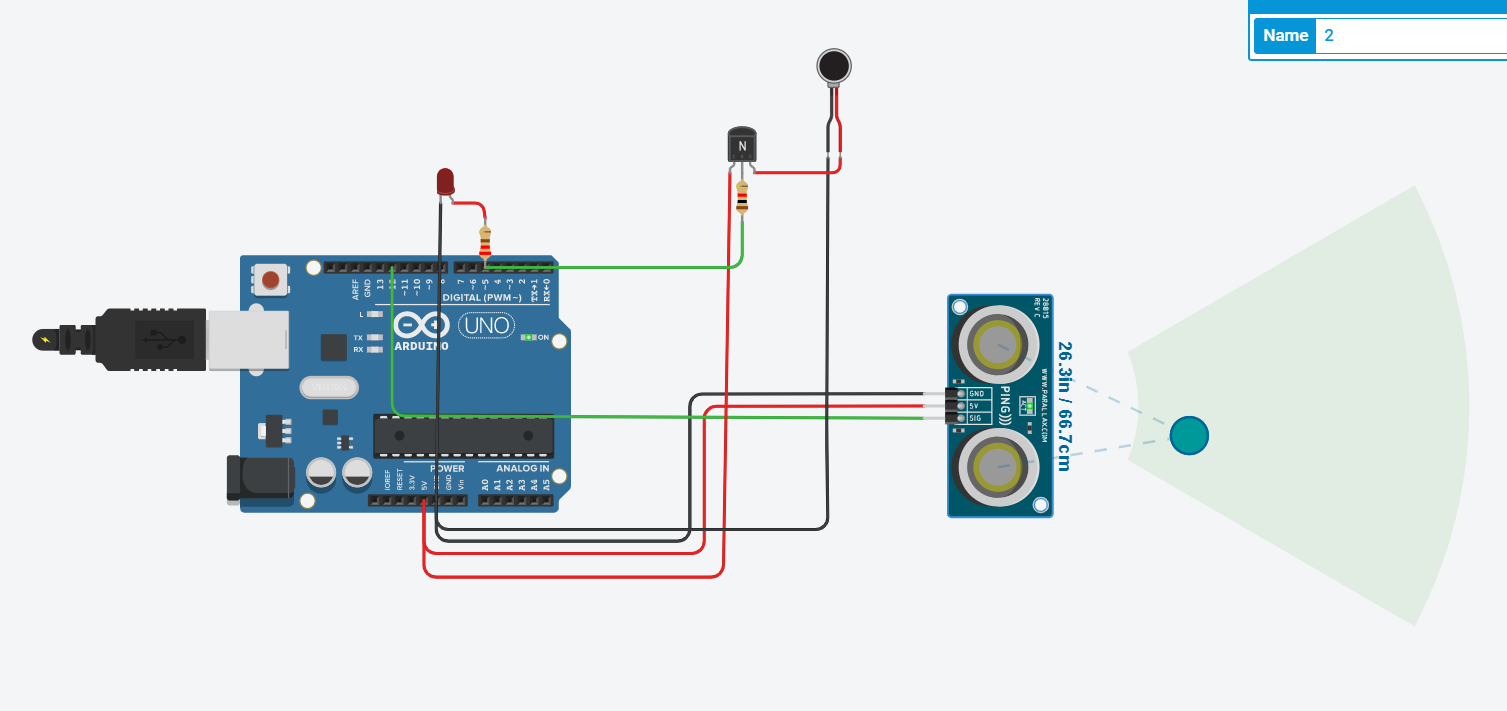 Name 2
N
AREF
GND
13
12
~11
~10
~9
8
7
~6
~5
4
~3
2
TX→1
RX←0
DIGITAL (PWM~)
L
TX
RX
UNO
ON
ARDUINO
28015
REV C
GND
5V
SIG
PING)))
WWW.PARALLAX.COM
26.3in / 66.7cm
POWER
ANALOG IN
IOREF
RESET
3.3V
5V
GND
Vin
A0
A1
A2
A3
A4
A5